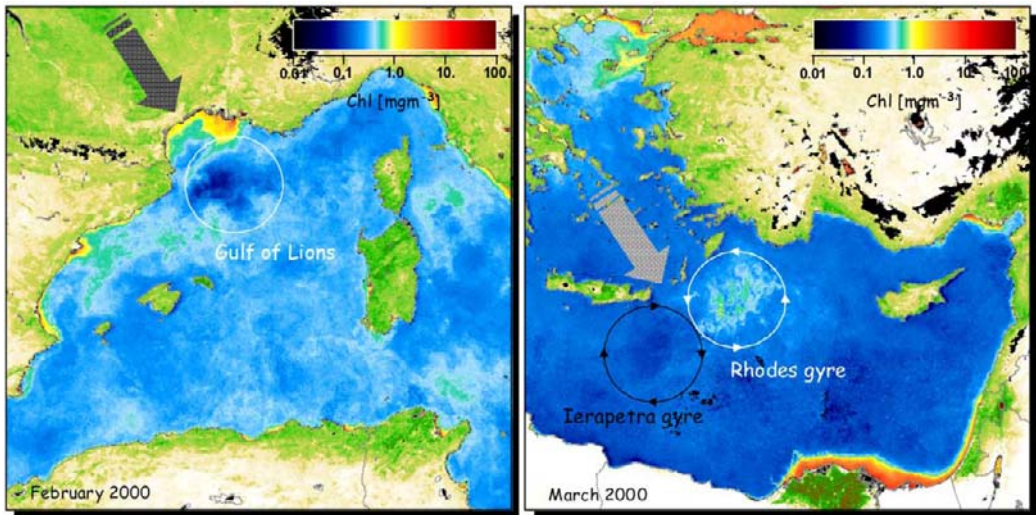 0.01 0.1 1.0 10. 100.
Chl [mgm⁻³]
Gulf of Lions
February 2000
0.01 0.1 1.0 10. 100.
Chl [mgm⁻³]
Rhodes gyre
Ierapetra gyre
March 2000